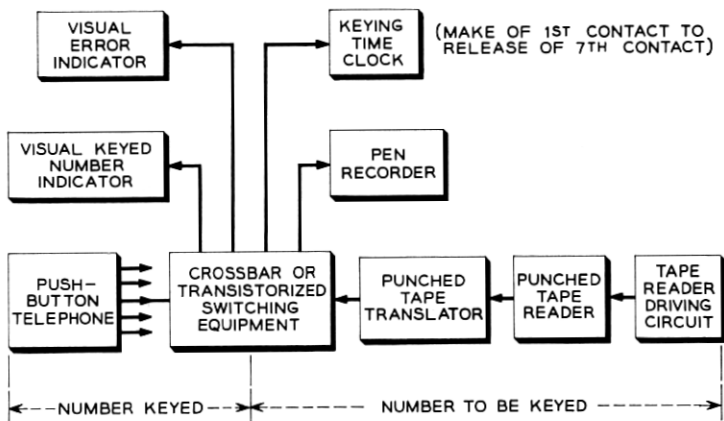 VISUAL
ERROR
INDICATOR
KEYING
TIME
CLOCK
(MAKE OF 1ST CONTACT TO
RELEASE OF 7TH CONTACT)
VISUAL KEYED
NUMBER
INDICATOR
PEN
RECORDER
PUSH-
BUTTON
TELEPHONE
CROSSBAR OR
TRANSISTORIZED
SWITCHING
EQUIPMENT
PUNCHED
TAPE
TRANSLATOR
PUNCHED
TAPE
READER
TAPE
READER
DRIVING
CIRCUIT
NUMBER KEYED
NUMBER TO BE KEYED